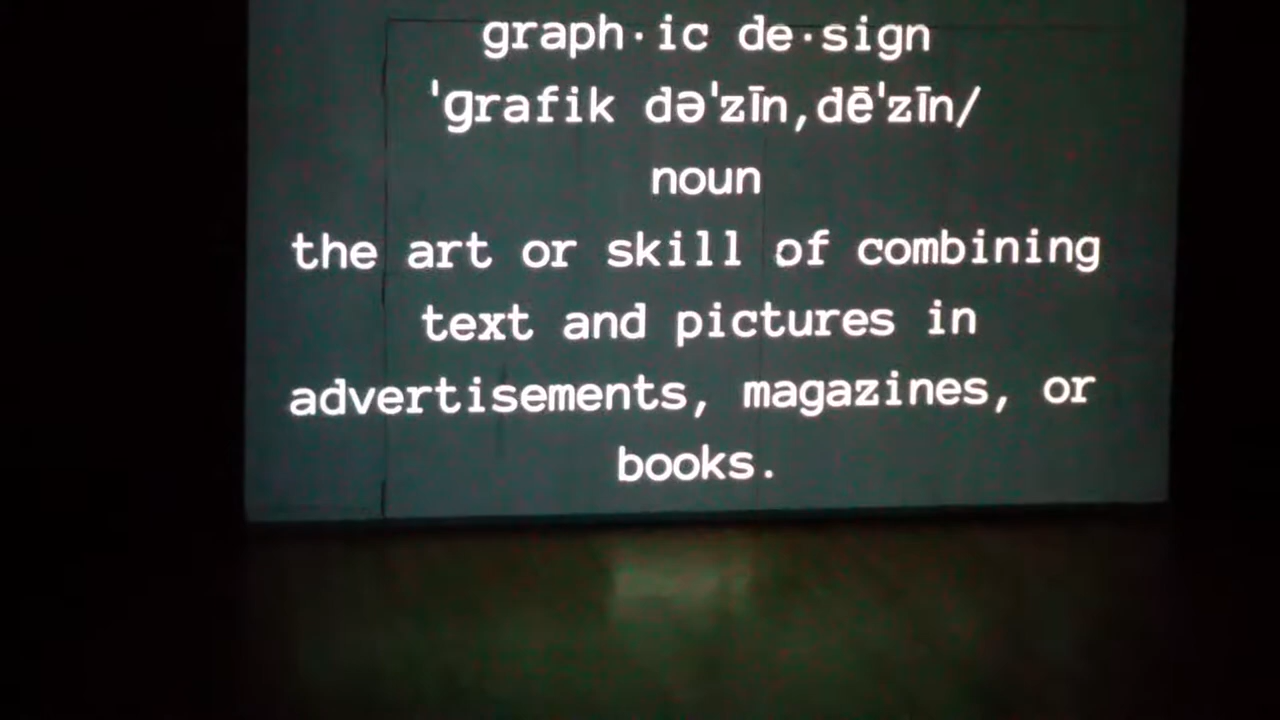 graph·ic de·sign
ˈgrafik dəˈzīn,dēˈzīn/
noun
the art or skill of combining
text and pictures in
advertisements, magazines, or
books.